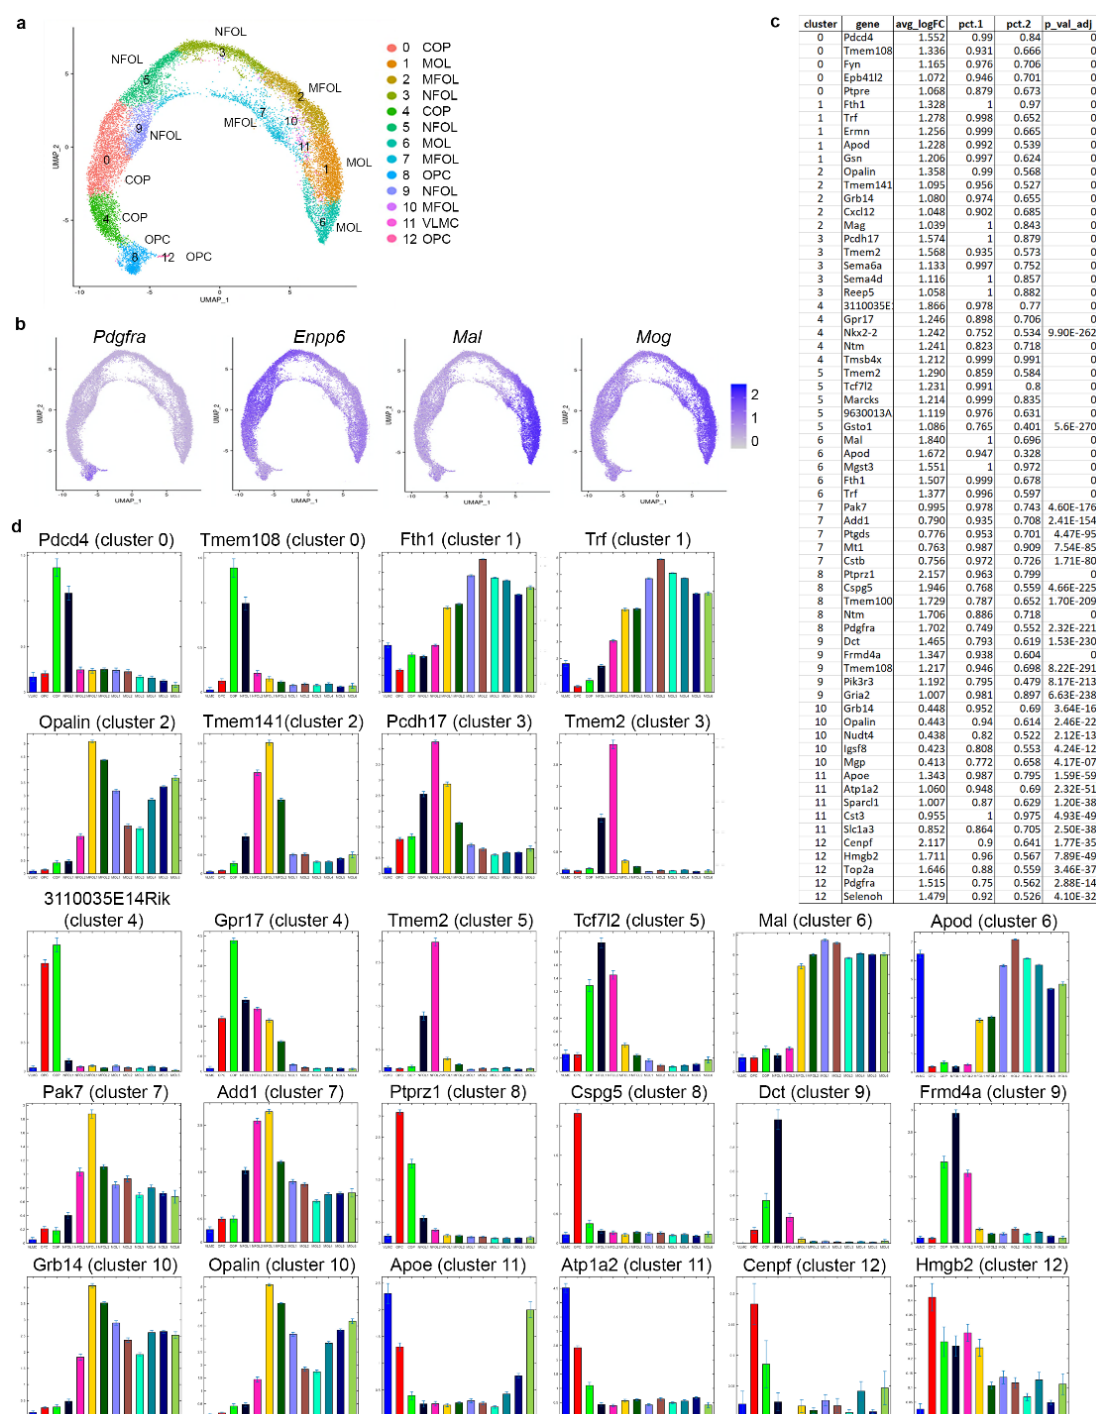 a
NFOL
NFOL
MFOL
MFOL
NFOL
MOL
COP
COP
MOL
OPC
OPC
0
1
2
3
4
5
6
7
8
9
10
11
12
5
0
-5
-10
-5
0
5
UMAP_1
UMAP_2
0 COP
1 MOL
2 MFOL
3 NFOL
4 COP
5 NFOL
6 MOL
7 MFOL
8 OPC
9 NFOL
10 MFOL
11 VLMC
12 OPC
b
Pdgfra Enpp6 Mal Mog
UMAP_1 UMAP_1 UMAP_1 UMAP_1
2
1
0
c
cluster gene avg_logFC pct.1 pct.2 p_val_adj
0 Pdcd4 1.552 0.99 0.84 0
0 Tmem108 1.336 0.931 0.666 0
0 Fyn 1.165 0.976 0.706 0
0 Epb41l2 1.072 0.946 0.701 0
0 Ptpre 1.068 0.879 0.673 0
1 Fth1 1.328 1 0.97 0
1 Trf 1.278 0.998 0.652 0
1 Ermn 1.256 0.999 0.665 0
1 Apod 1.228 0.992 0.539 0
1 Gsn 1.206 0.997 0.624 0
2 Opalin 1.358 0.99 0.568 0
2 Tmem141 1.095 0.956 0.527 0
2 Grb14 1.080 0.974 0.655 0
2 Cxcl12 1.048 0.902 0.685 0
2 Mag 1.039 1 0.843 0
3 Pcdh17 1.574 1 0.879 0
3 Tmem2 1.568 0.935 0.573 0
3 Sema6a 1.133 0.997 0.752 0
3 Sema4d 1.116 1 0.857 0
3 Reep5 1.058 1 0.882 0
4 3110035E: 1.866 0.978 0.77 0
4 Gpr17 1.246 0.898 0.706 0
4 Nkx2-2 1.242 0.752 0.534 9.90E-262
4 Ntm 1.241 0.823 0.718 0
4 Tmsb4x 1.212 0.999 0.991 0
5 Tmem2 1.290 0.859 0.584 0
5 Tcf7l2 1.231 0.991 0.8 0
5 Marcks 1.214 0.999 0.835 0
5 9630013A 1.119 0.976 0.631 0
5 Gsto1 1.086 0.765 0.401 5.6E-270
6 Mal 1.840 1 0.696 0
6 Apod 1.672 0.947 0.328 0
6 Mgst3 1.551 1 0.972 0
6 Fth1 1.507 0.999 0.678 0
6 Trf 1.377 0.996 0.597 0
7 Pak7 0.995 0.978 0.743 4.60E-176
7 Add1 0.790 0.935 0.708 2.41E-154
7 Ptgds 0.776 0.953 0.701 4.47E-95
7 Mt1 0.763 0.987 0.909 7.54E-85
7 Cstb 0.756 0.972 0.726 1.71E-80
8 Ptprz1 2.157 0.963 0.799 0
8 Cspg5 1.946 0.768 0.559 4.66E-225
8 Tmem100 1.729 0.787 0.652 1.70E-209
8 Ntm 1.706 0.886 0.718 0
8 Pdgfra 1.702 0.749 0.552 2.32E-221
9 Dct 1.465 0.793 0.619 1.53E-230
9 Frmd4a 1.347 0.938 0.604 0
9 Tmem108 1.217 0.946 0.698 8.22E-291
9 Pik3r3 1.192 0.795 0.479 8.17E-213
9 Gria2 1.007 0.981 0.897 6.63E-238
10 Grb14 0.448 0.952 0.69 3.64E-16
10 Opalin 0.443 0.94 0.614 2.46E-22
10 Nudt4 0.438 0.82 0.522 2.12E-13
10 Igsf8 0.423 0.808 0.553 4.24E-12
10 Mgp 0.413 0.772 0.658 4.17E-07
11 Apoe 1.343 0.987 0.795 1.59E-59
11 Atp1a2 1.060 0.948 0.69 2.32E-51
11 Sparcl1 1.007 0.87 0.629 1.20E-38
11 Cst3 0.955 1 0.975 4.93E-49
11 Slc1a3 0.852 0.864 0.705 2.50E-38
12 Cenpf 2.117 0.9 0.641 1.77E-35
12 Hmgb2 1.711 0.96 0.567 7.89E-49
12 Top2a 1.646 0.88 0.559 3.46E-37
12 Pdgfra 1.515 0.75 0.562 2.88E-14
12 Selenoh 1.479 0.92 0.526 4.10E-32
d
Pdcd4 (cluster 0) Tmem108 (cluster 0) Fth1 (cluster 1) Trf (cluster 1)
Opalin (cluster 2) Tmem141(cluster 2) Pcdh17 (cluster 3) Tmem2 (cluster 3)
3110035E14Rik
(cluster 4) Gpr17 (cluster 4) Tmem2 (cluster 5) Tcf7l2 (cluster 5) Mal (cluster 6) Apod (cluster 6)
Pak7 (cluster 7) Add1 (cluster 7) Ptprz1 (cluster 8) Cspg5 (cluster 8) Dct (cluster 9) Frmd4a (cluster 9)
Grb14 (cluster 10) Opalin (cluster 10) Apoe (cluster 11) Atp1a2 (cluster 11) Cenpf (cluster 12) Hmgb2 (cluster 12)